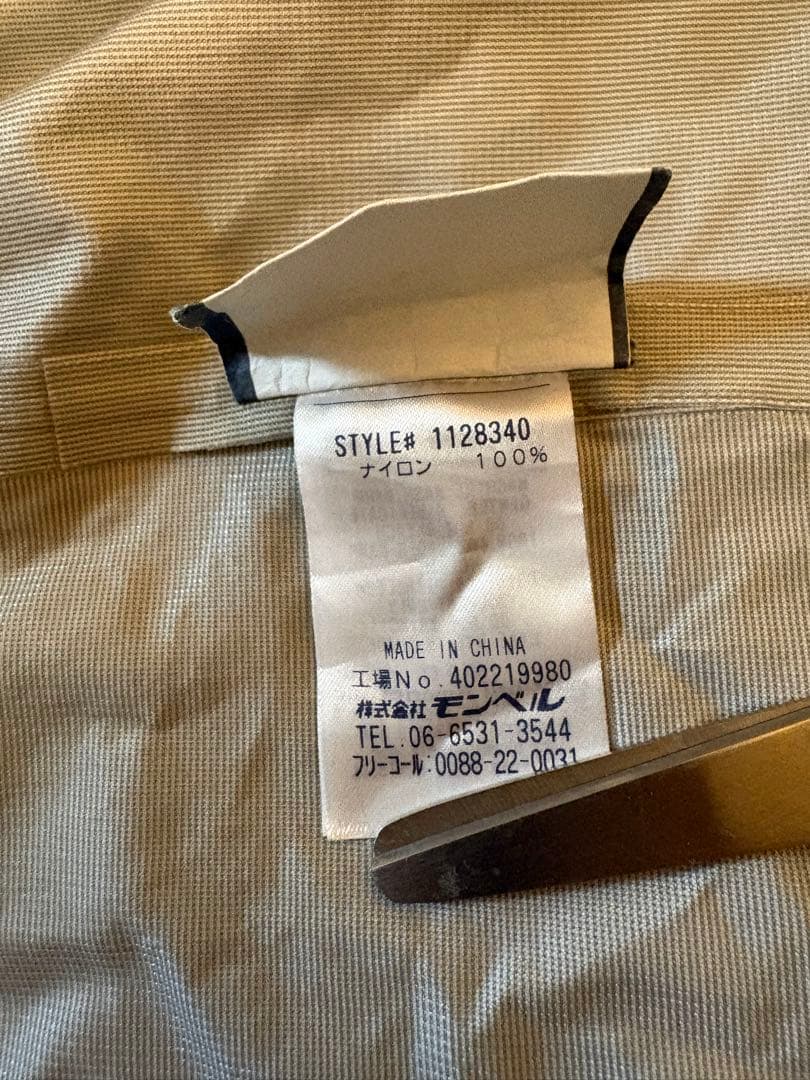 STYLE# 1128340
ナイロン 100%
MADE IN CHINA
工場No.402219980
株式会社モンベル
TEL.06-6531-3544
フリーコール:0088-22-0031